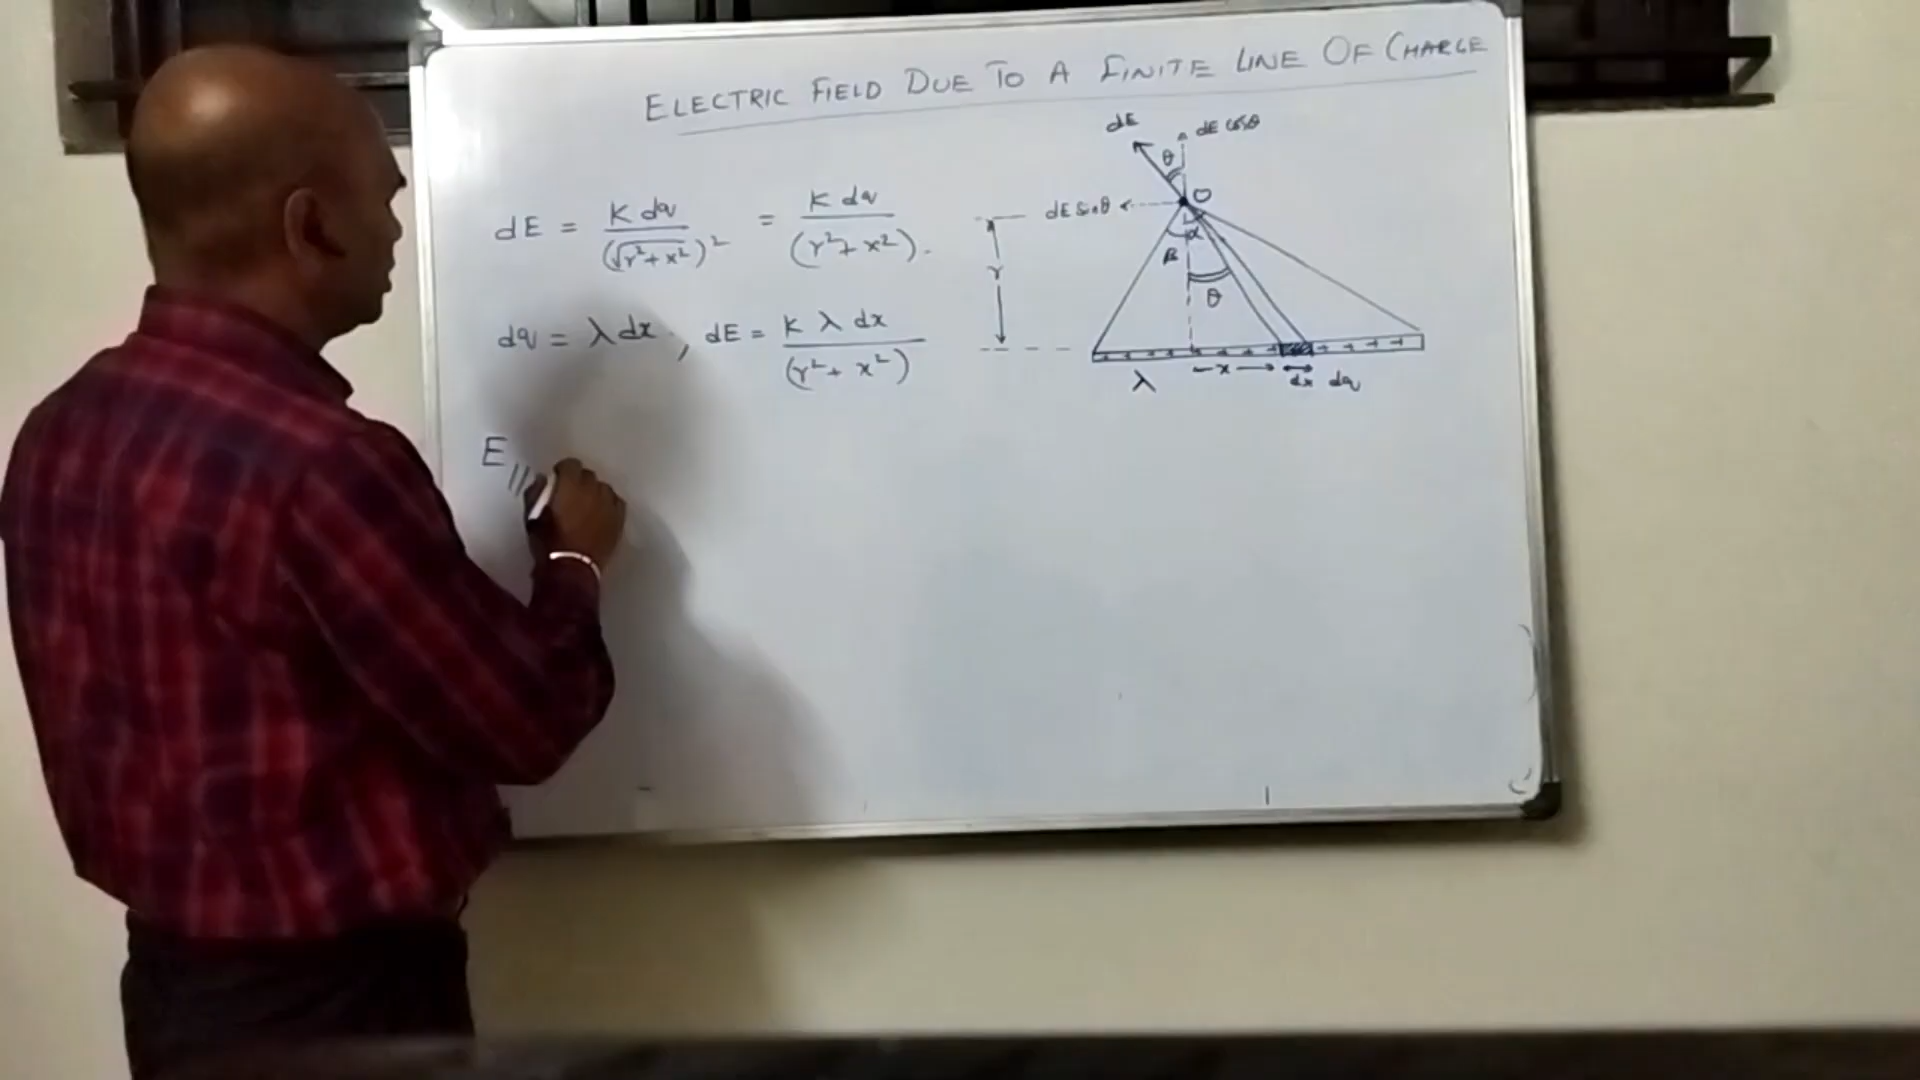 ELECTRIC FIELD DUE TO A FINITE LINE OF CHARGE
dE = K dq / (√r²+x²)² = K dq / (r²+x²).
dq = λ dx , dE = K λ dx / (r²+ x²)
E //
dE
dE cosθ
θ
O
dE sinθ
α
β
r
θ
+ + + + + + + + + + +
x
dx dq
λ